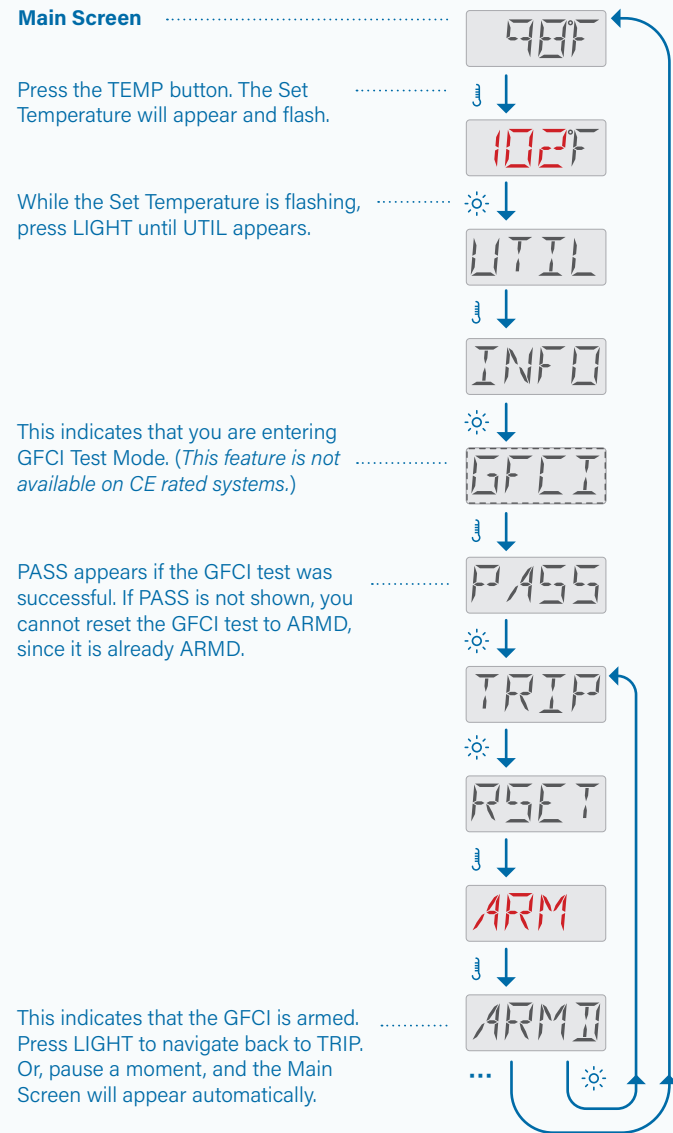 Main Screen
98°F
Press the TEMP button. The Set
Temperature will appear and flash.
102°F
While the Set Temperature is flashing,
press LIGHT until UTIL appears.
UTIL
INFO
This indicates that you are entering
GFCI Test Mode. (This feature is not
available on CE rated systems.)
GFCI
PASS appears if the GFCI test was
successful. If PASS is not shown, you
cannot reset the GFCI test to ARMD,
since it is already ARMD.
PASS
TRIP
RSET
ARM
ARMD
This indicates that the GFCI is armed.
Press LIGHT to navigate back to TRIP.
Or, pause a moment, and the Main
Screen will appear automatically.
...